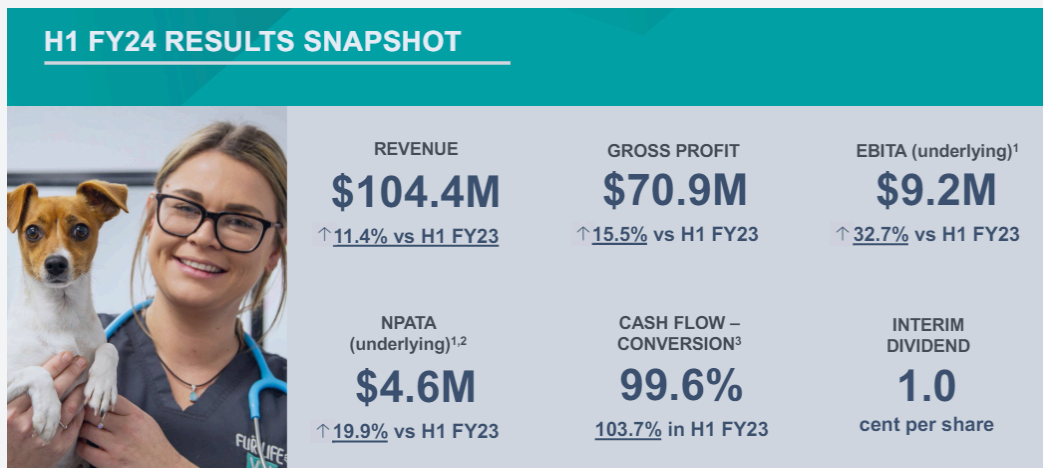 H1 FY24 RESULTS SNAPSHOT
REVENUE
$104.4M
↑11.4% vs H1 FY23
GROSS PROFIT
$70.9M
↑15.5% vs H1 FY23
EBITA (underlying)¹
$9.2M
↑32.7% vs H1 FY23
NPATA
(underlying)¹,²
$4.6M
↑19.9% vs H1 FY23
CASH FLOW –
CONVERSION³
99.6%
103.7% in H1 FY23
INTERIM
DIVIDEND
1.0
cent per share
FUR LIFE